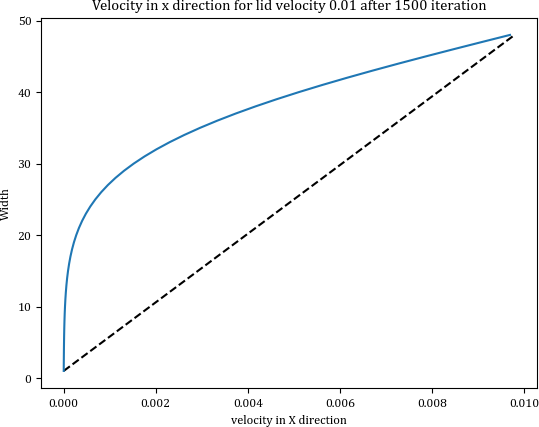 Velocity in x direction for lid velocity 0.01 after 1500 iteration
50
40
30
20
10
0
Width
0.000 0.002 0.004 0.006 0.008 0.010
velocity in X direction